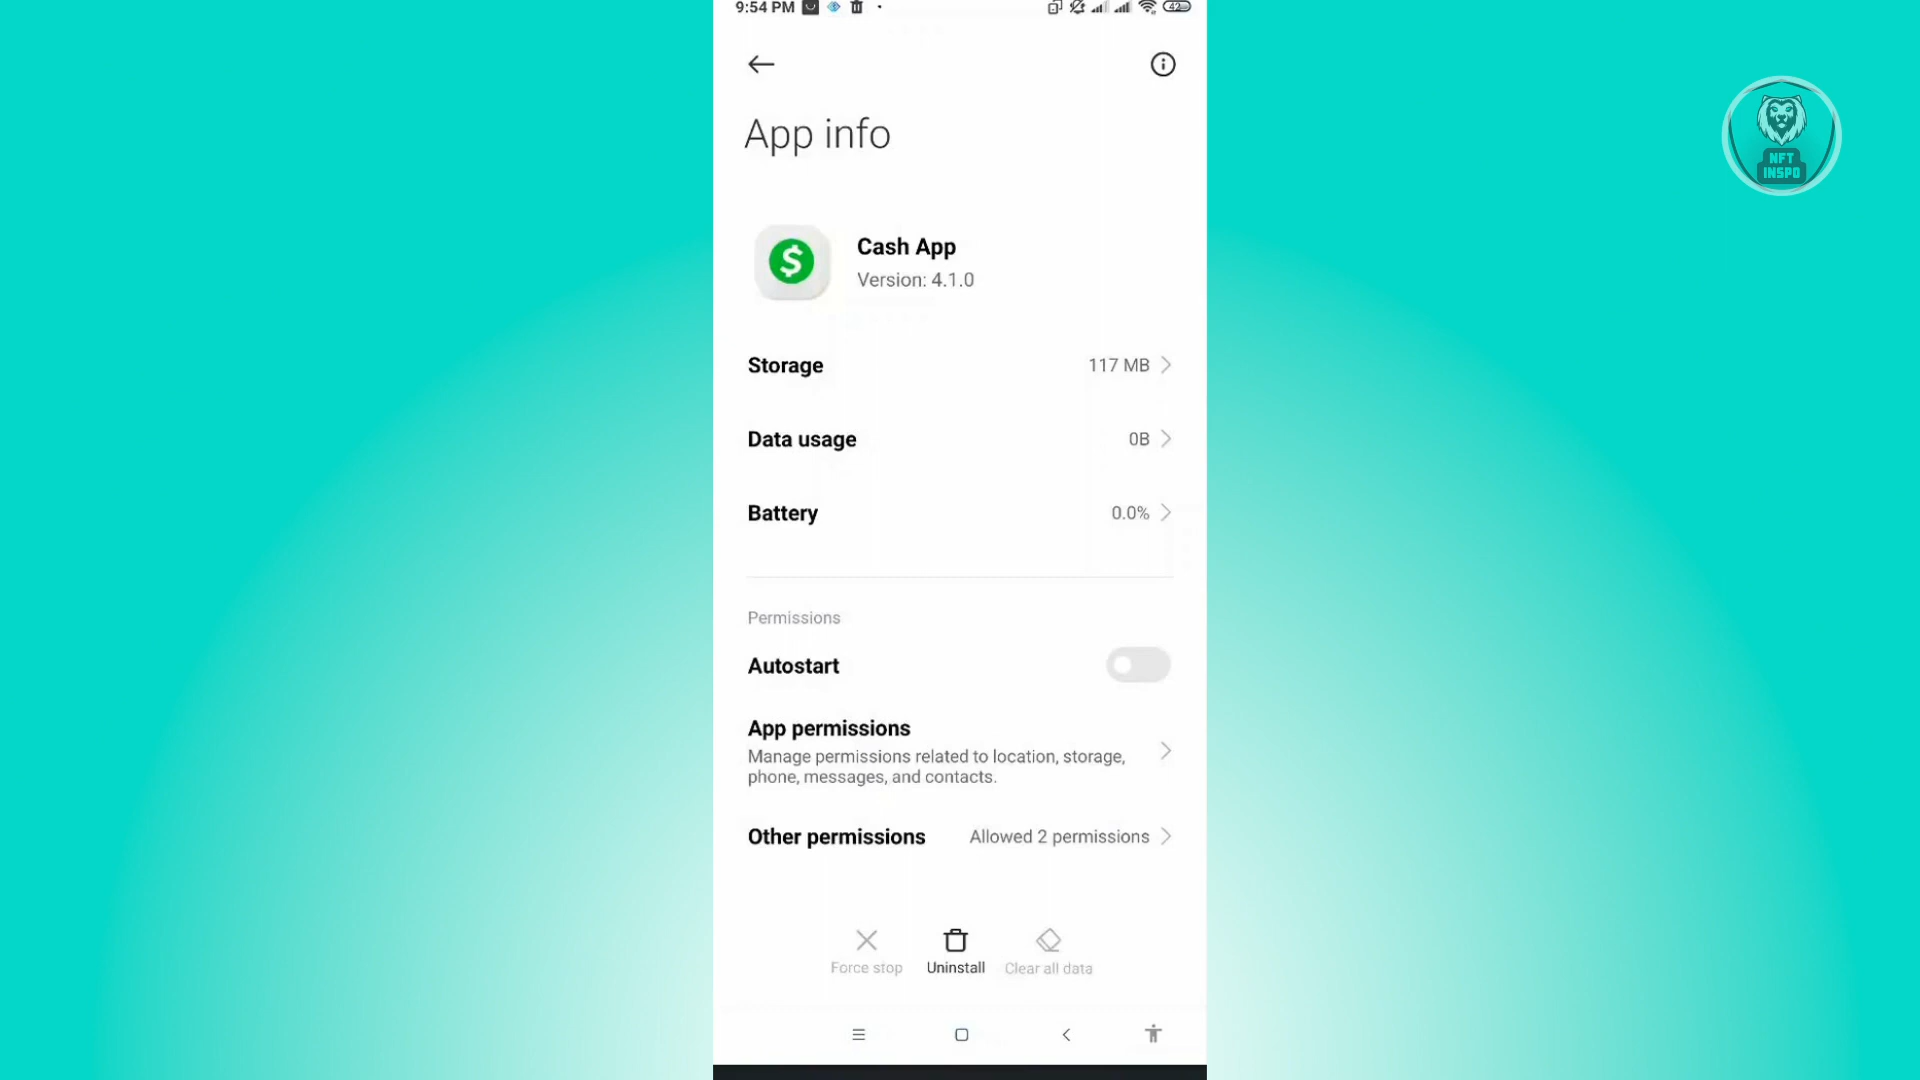 9:54 PM
42
App info
NFT
INSPO
Cash App
Version: 4.1.0
Storage 117 MB
Data usage 0B
Battery 0.0%
Permissions
Autostart
App permissions
Manage permissions related to location, storage,
phone, messages, and contacts.
Other permissions Allowed 2 permissions
Force stop Uninstall Clear all data